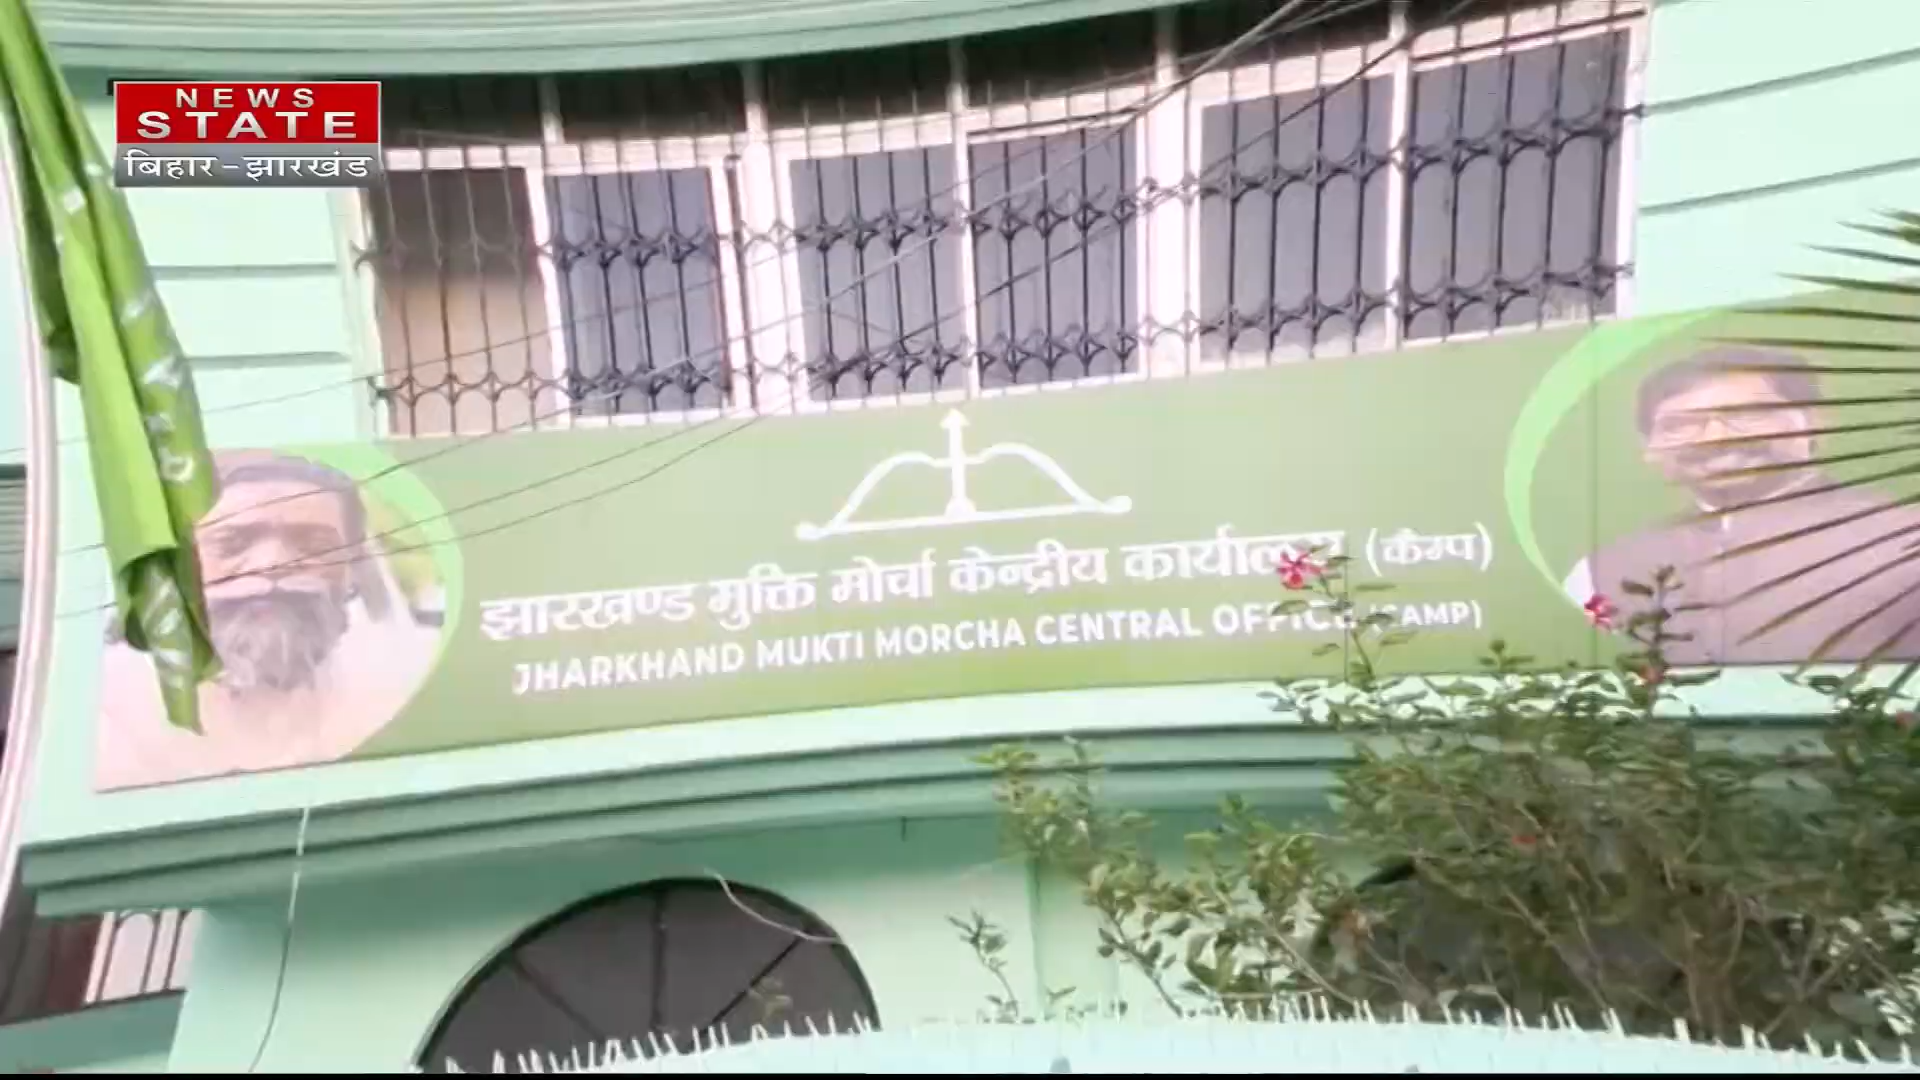 NEWS
STATE
बिहार-झारखंड
झारखण्ड मुक्ति मोर्चा केन्द्रीय कार्यालय (कैम्प)
JHARKHAND MUKTI MORCHA CENTRAL OFFICE (CAMP)